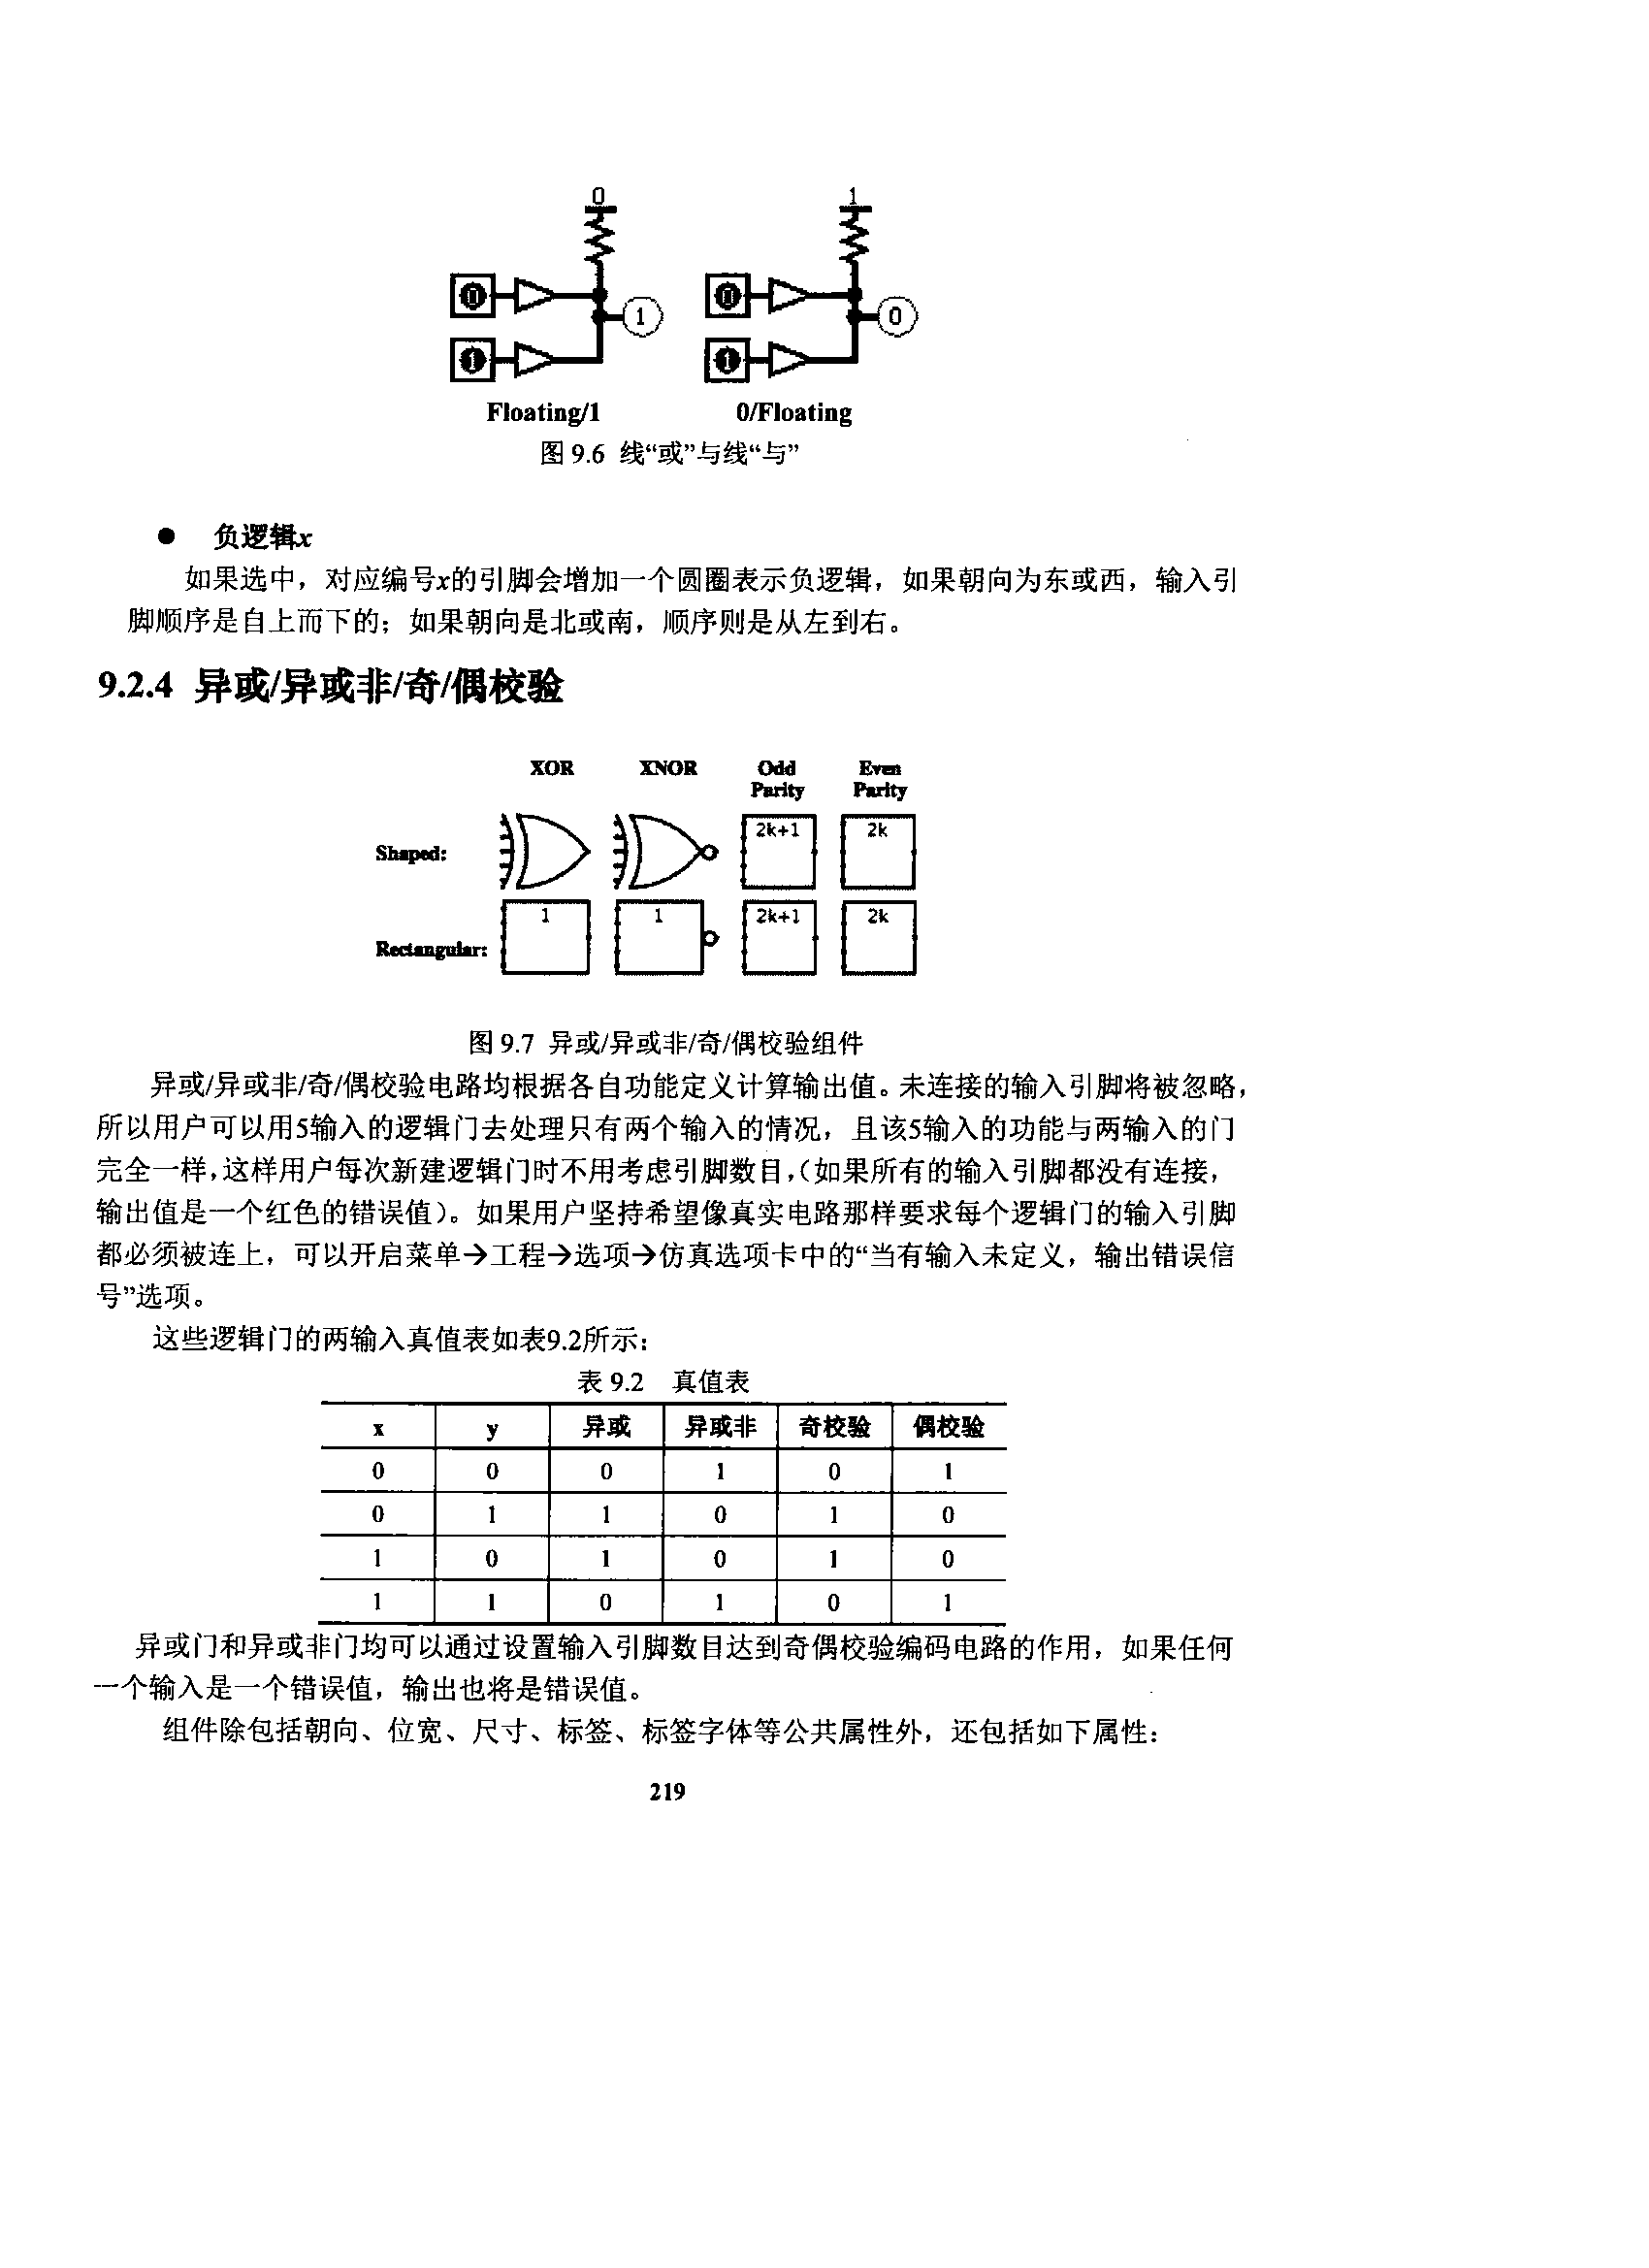 0 1
0 1 0 0
1 1
Floating/1 0/Floating
图 9.6 线“或”与线“与”
● 负逻辑x
如果选中，对应编号x的引脚会增加一个圆圈表示负逻辑，如果朝向为东或西，输入引
脚顺序是自上而下的；如果朝向是北或南，顺序则是从左到右。
9.2.4 异或/异或非/奇/偶校验
XOR XNOR Odd Even
Parity Parity
Shaped: 2k+1 2k
1 1 2k+1 2k
Rectangular:
图 9.7 异或/异或非/奇/偶校验组件
异或/异或非/奇/偶校验电路均根据各自功能定义计算输出值。未连接的输入引脚将被忽略，
所以用户可以用5输入的逻辑门去处理只有两个输入的情况，且该5输入的功能与两输入的门
完全一样，这样用户每次新建逻辑门时不用考虑引脚数目，（如果所有的输入引脚都没有连接，
输出值是一个红色的错误值）。如果用户坚持希望像真实电路那样要求每个逻辑门的输入引脚
都必须被连上，可以开启菜单→工程→选项→仿真选项卡中的“当有输入未定义，输出错误信
号”选项。
这些逻辑门的两输入真值表如表9.2所示：
表 9.2 真值表
x y 异或 异或非 奇校验 偶校验
0 0 0 1 0 1
0 1 1 0 1 0
1 0 1 0 1 0
1 1 0 1 0 1
异或门和异或非门均可以通过设置输入引脚数目达到奇偶校验编码电路的作用，如果任何
一个输入是一个错误值，输出也将是错误值。
组件除包括朝向、位宽、尺寸、标签、标签字体等公共属性外，还包括如下属性：
219